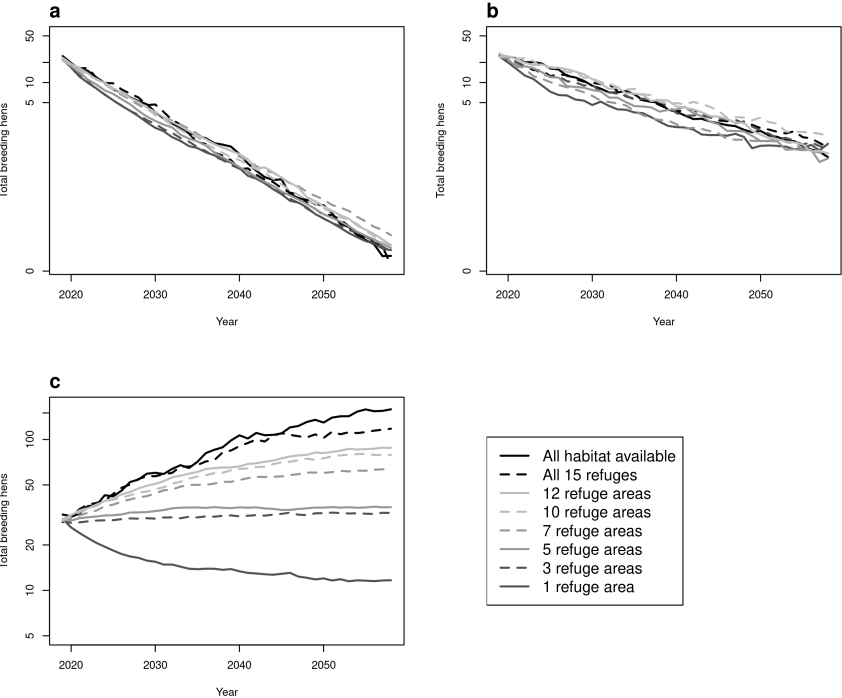 a
50
10
5
0
Total breeding hens
2020
2030
2040
2050
Year
b
50
10
5
0
Total breeding hens
2020
2030
2040
2050
Year
c
100
50
20
10
5
Total breeding hens
2020
2030
2040
2050
Year
All habitat available
All 15 refuges
12 refuge areas
10 refuge areas
7 refuge areas
5 refuge areas
3 refuge areas
1 refuge area